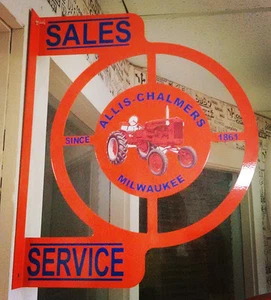 SALES
ALLIS-CHALMERS
SINCE 1861
MILWAUKEE
SERVICE